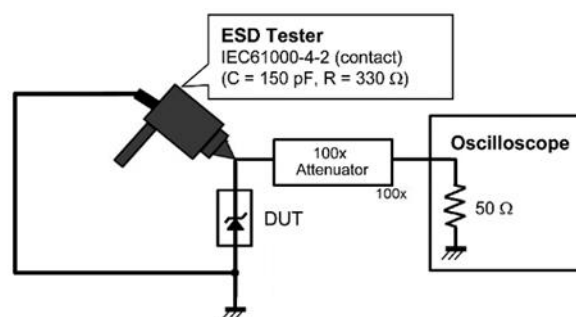 ESD Tester
IEC61000-4-2 (contact)
(C = 150 pF, R = 330 Ω)
Oscilloscope
100x
Attenuator
100x
50 Ω
DUT